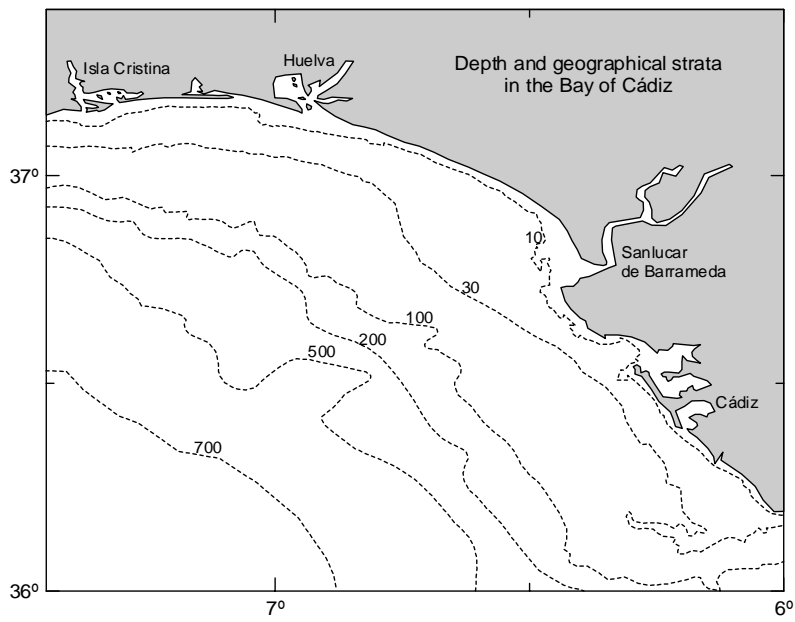 Isla Cristina
Huelva
Depth and geographical strata
in the Bay of Cádiz
37º
10
Sanlucar
de Barrameda
30
100
200
500
Cádiz
700
36º
7º
6º